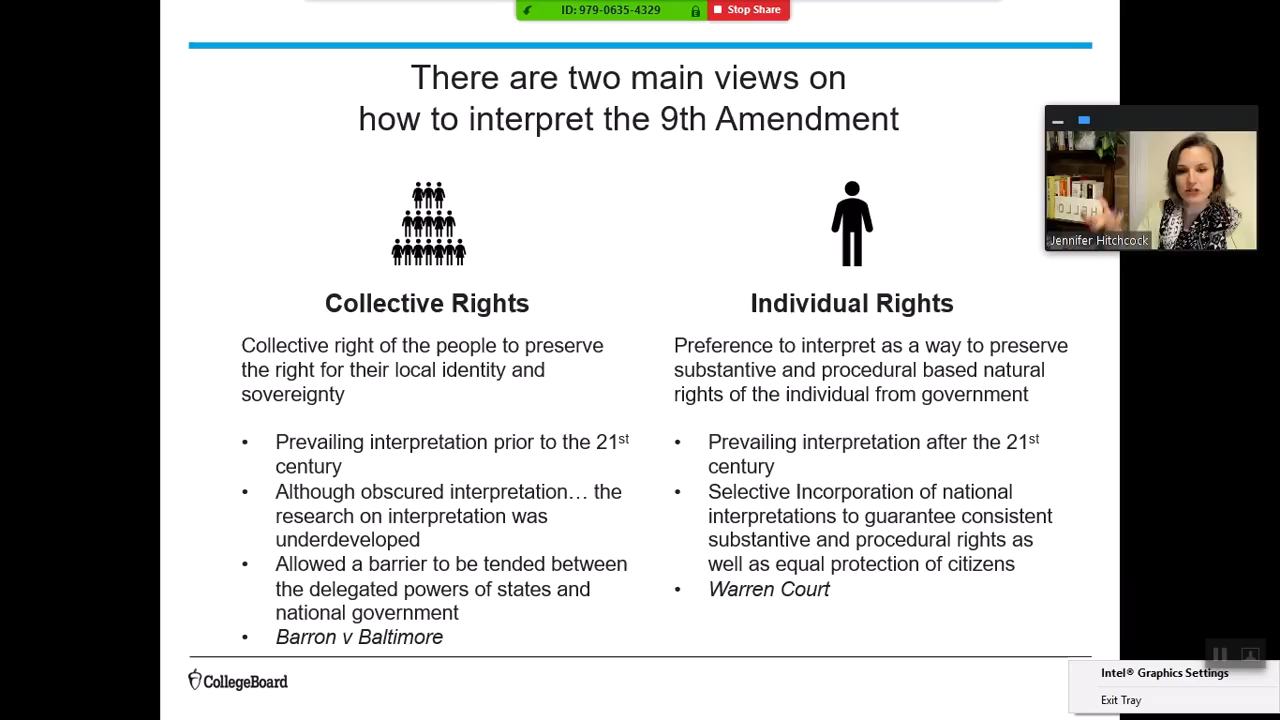 ID: 979-0635-4329
Stop Share
There are two main views on
how to interpret the 9th Amendment
HELLO
Jennifer Hitchcock
Collective Rights
Collective right of the people to preserve
the right for their local identity and
sovereignty
• Prevailing interpretation prior to the 21st
century
• Although obscured interpretation… the
research on interpretation was
underdeveloped
• Allowed a barrier to be tended between
the delegated powers of states and
national government
• Barron v Baltimore
Individual Rights
Preference to interpret as a way to preserve
substantive and procedural based natural
rights of the individual from government
• Prevailing interpretation after the 21st
century
• Selective Incorporation of national
interpretations to guarantee consistent
substantive and procedural rights as
well as equal protection of citizens
• Warren Court
CollegeBoard
Intel® Graphics Settings
Exit Tray